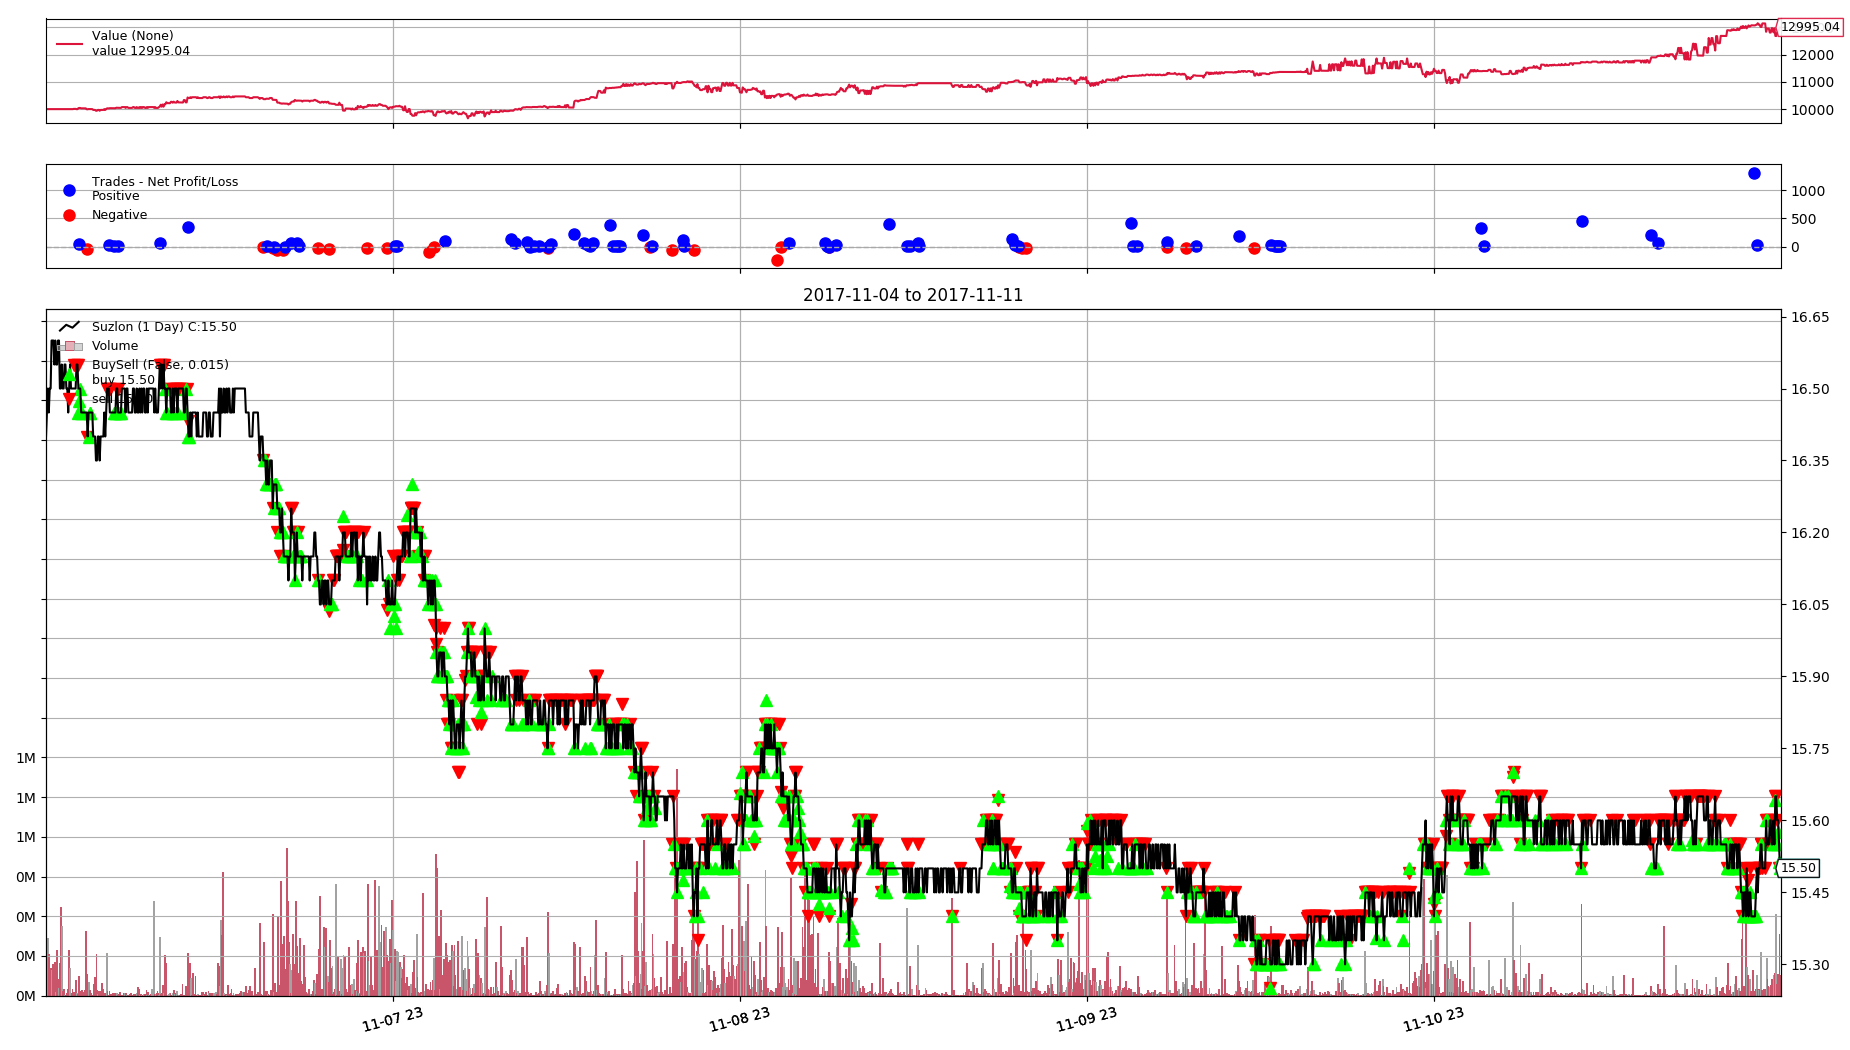 Value (None)
value 12995.04
12995.04
12000
11000
10000
Trades - Net Profit/Loss
Positive
Negative
1000
500
0
2017-11-04 to 2017-11-11
Suzlon (1 Day) C:15.50
Volume
BuySell (False, 0.015)
buy 15.50
16.65
16.50
16.35
16.20
16.05
15.90
15.75
15.60
15.50
15.45
15.30
1M
1M
1M
0M
0M
0M
0M
11-07 23
11-08 23
11-09 23
11-10 23